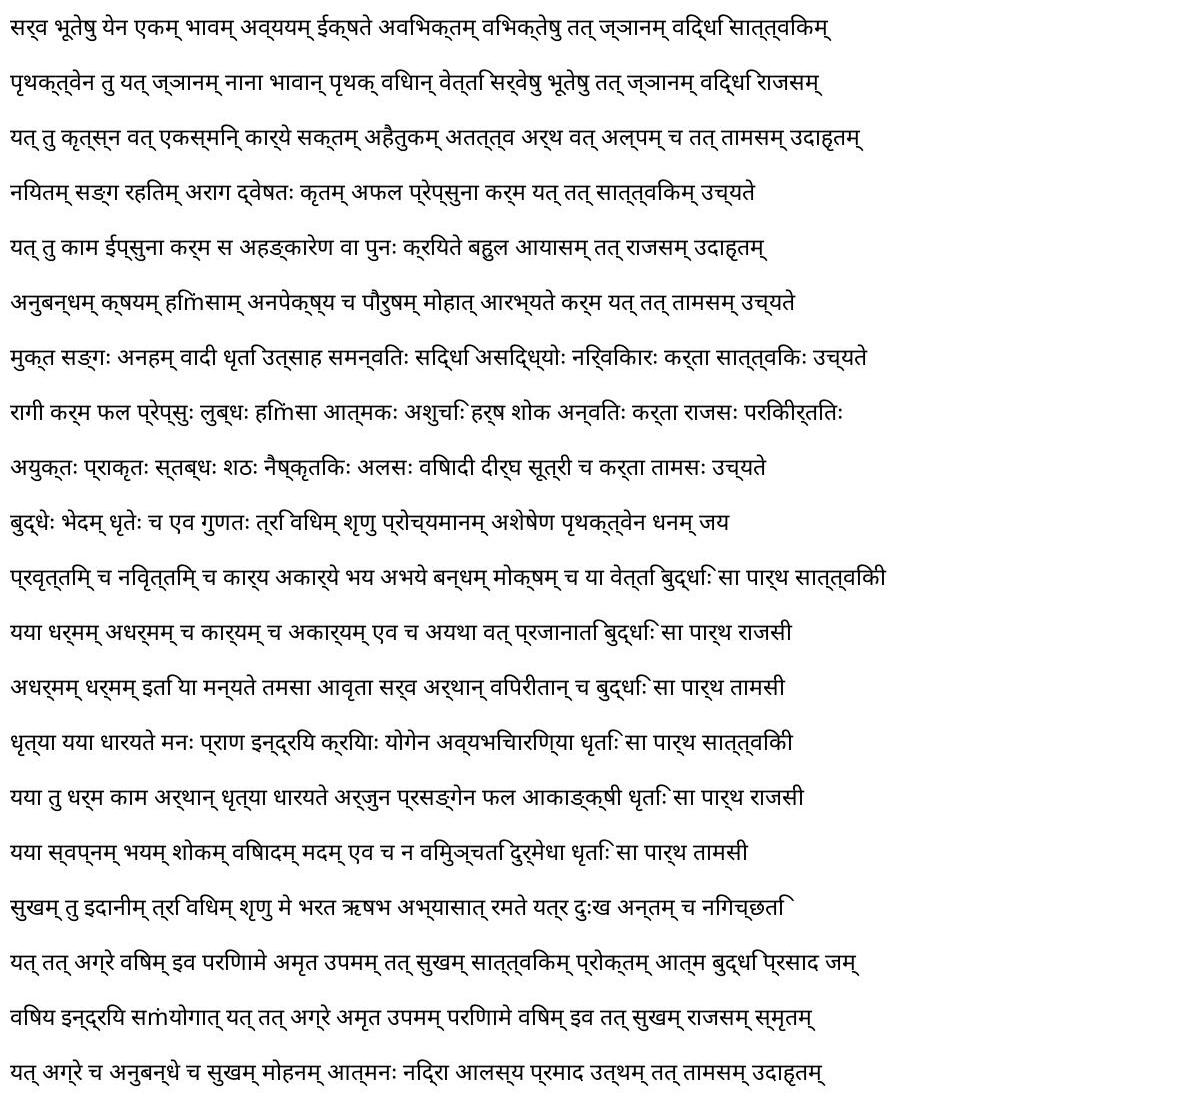 सर्व भूतेषु येन एकम् भावम् अव्ययम् ईक्षते अविभक्तम् विभक्तेषु तत् ज्ञानम् विद्धि सात्त्विकम्
पृथक्त्वेन तु यत् ज्ञानम् नाना भावान् पृथक् विधान् वेत्ति सर्वेषु भूतेषु तत् ज्ञानम् विद्धि राजसम्
यत् तु कृत्स्न वत् एकस्मिन् कार्ये सक्तम् अहैतुकम् अतत्त्व अर्थ वत् अल्पम् च तत् तामसम् उदाहृतम्
नियतम् सङ्ग रहितम् अराग द्वेषतः कृतम् अफल प्रेप्सुना कर्म यत् तत् सात्त्विकम् उच्यते
यत् तु काम ईप्सुना कर्म स अहङ्कारेण वा पुनः क्रियते बहुल आयासम् तत् राजसम् उदाहृतम्
अनुबन्धम् क्षयम् हिṁसाम् अनपेक्ष्य च पौरुषम् मोहात् आरभ्यते कर्म यत् तत् तामसम् उच्यते
मुक्त सङ्गः अनहम् वादी धृति उत्साह समन्वितः सिद्धि असिद्ध्योः निर्विकारः कर्ता सात्त्विकः उच्यते
रागी कर्म फल प्रेप्सुः लुब्धः हिṁसा आत्मकः अशुचिः हर्ष शोक अन्वितः कर्ता राजसः परिकीर्तितः
अयुक्तः प्राकृतः स्तब्धः शठः नैष्कृतिकः अलसः विषादी दीर्घ सूत्री च कर्ता तामसः उच्यते
बुद्धेः भेदम् धृतेः च एव गुणतः त्रि विधम् शृणु प्रोच्यमानम् अशेषेण पृथक्त्वेन धनम् जय
प्रवृत्तिम् च निवृत्तिम् च कार्य अकार्ये भय अभये बन्धम् मोक्षम् च या वेत्ति बुद्धिः सा पार्थ सात्त्विकी
यया धर्मम् अधर्मम् च कार्यम् च अकार्यम् एव च अयथा वत् प्रजानाति बुद्धिः सा पार्थ राजसी
अधर्मम् धर्मम् इति या मन्यते तमसा आवृता सर्व अर्थान् विपरीतान् च बुद्धिः सा पार्थ तामसी
धृत्या यया धारयते मनः प्राण इन्द्रिय क्रियाः योगेन अव्यभिचारिण्या धृतिः सा पार्थ सात्त्विकी
यया तु धर्म काम अर्थान् धृत्या धारयते अर्जुन प्रसङ्गेन फल आकाङ्क्षी धृतिः सा पार्थ राजसी
यया स्वप्नम् भयम् शोकम् विषादम् मदम् एव च न विमुञ्चति दुर्मेधा धृतिः सा पार्थ तामसी
सुखम् तु इदानीम् त्रि विधम् शृणु मे भरत ऋषभ अभ्यासात् रमते यत्र दुःख अन्तम् च निगच्छति
यत् तत् अग्रे विषम् इव परिणामे अमृत उपमम् तत् सुखम् सात्त्विकम् प्रोक्तम् आत्म बुद्धि प्रसाद जम्
विषय इन्द्रिय सṁयोगात् यत् तत् अग्रे अमृत उपमम् परिणामे विषम् इव तत् सुखम् राजसम् स्मृतम्
यत् अग्रे च अनुबन्धे च सुखम् मोहनम् आत्मनः निद्रा आलस्य प्रमाद उत्थम् तत् तामसम् उदाहृतम्